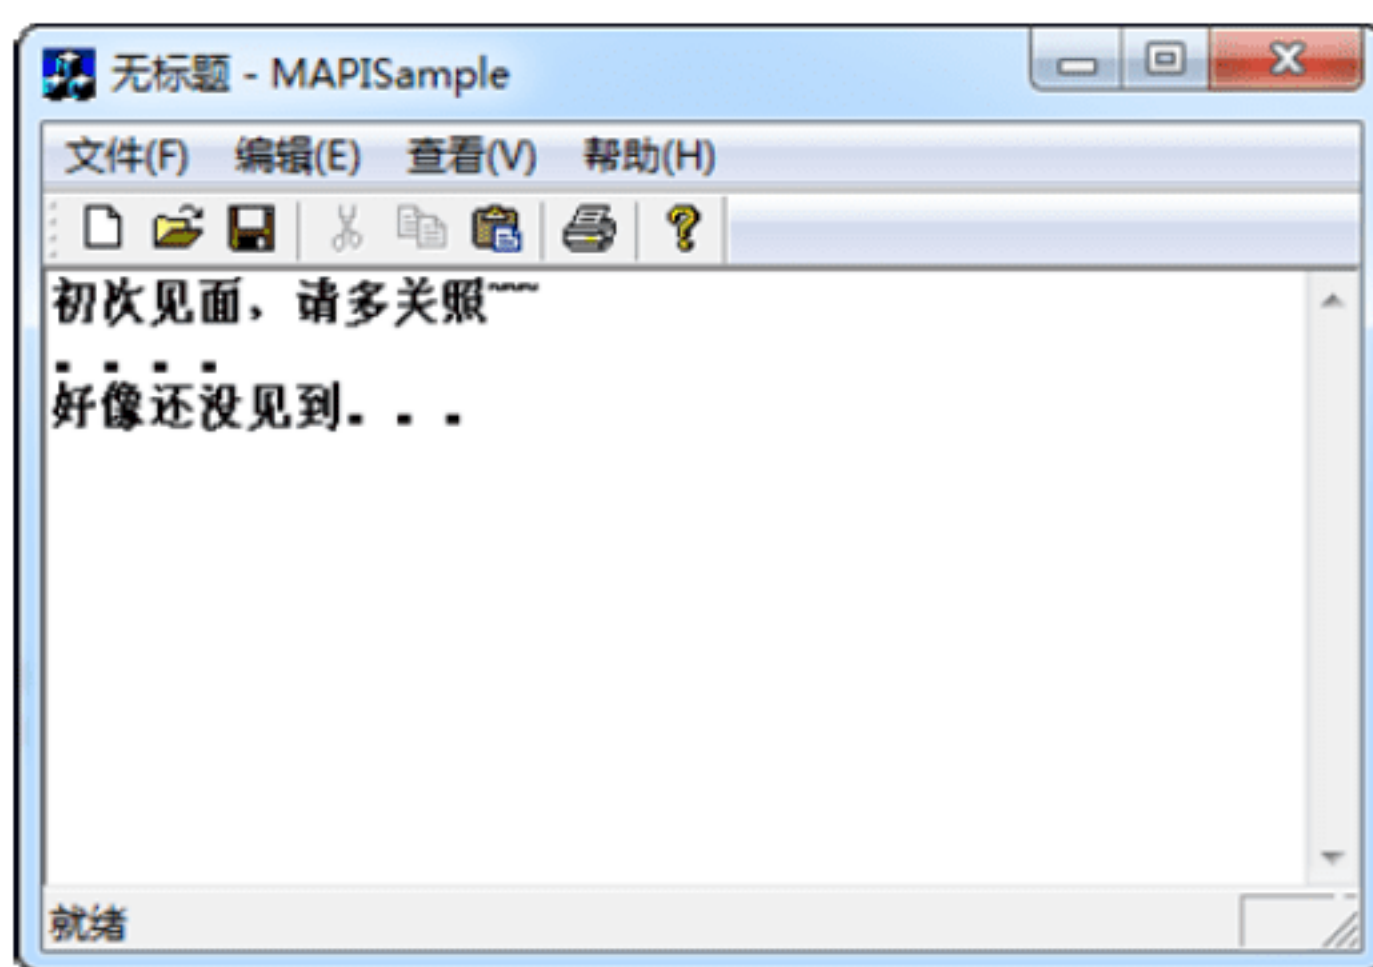 无标题 - MAPISample
文件(F) 编辑(E) 查看(V) 帮助(H)
初次见面，请多关照~~~
. . . .
好像还没见到. . .
就绪